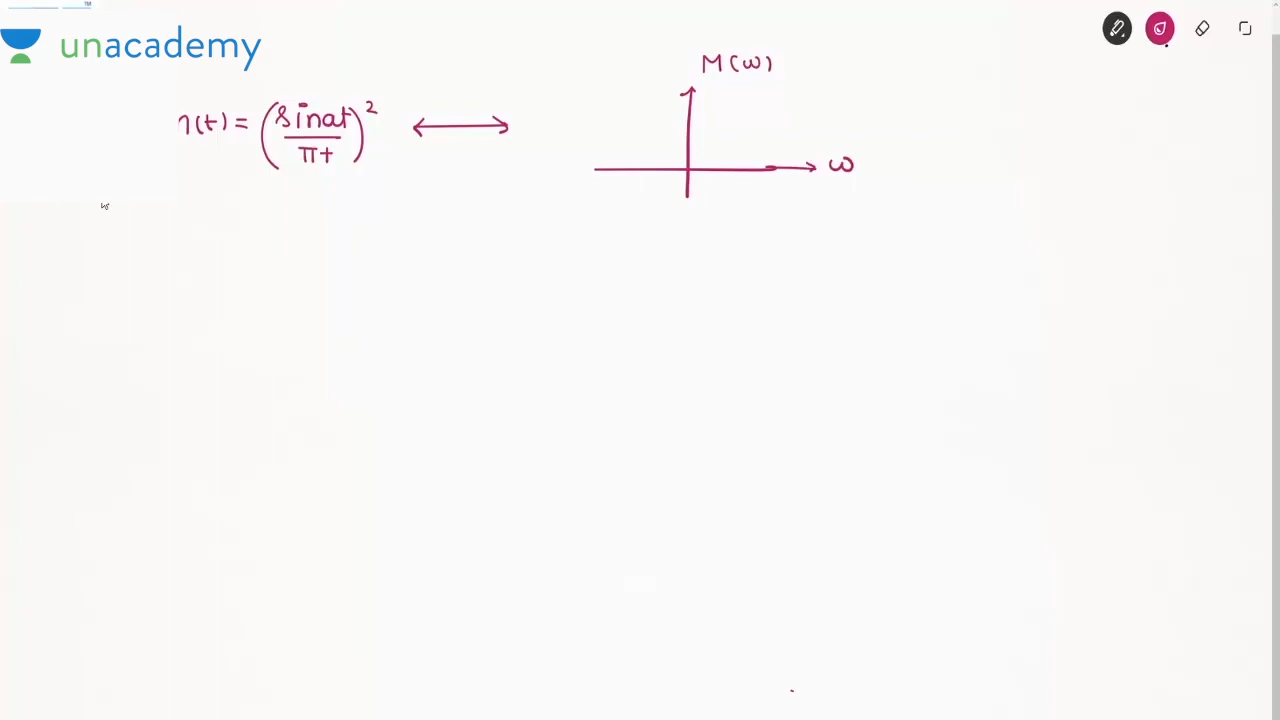 unacademy
M(ω)
(t) = (sinat/πt)² ⟷
ω